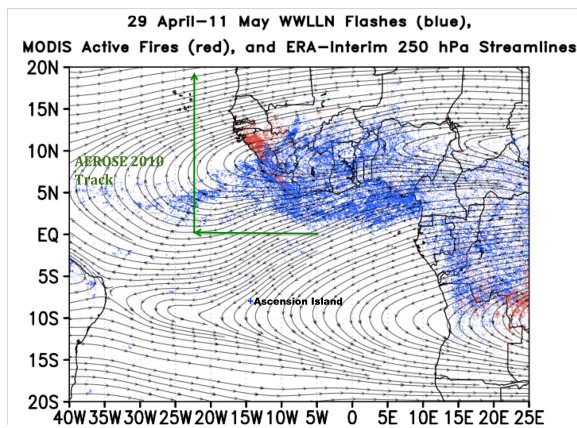 29 April–11 May WWLLN Flashes (blue),
MODIS Active Fires (red), and ERA–Interim 250 hPa Streamlines
20N
15N
10N
AEROSE 2010
Track
5N
EQ
5S
+Ascension Island
10S
15S
20S
40W 35W 30W 25W 20W 15W 10W 5W 0 5E 10E 15E 20E 25E